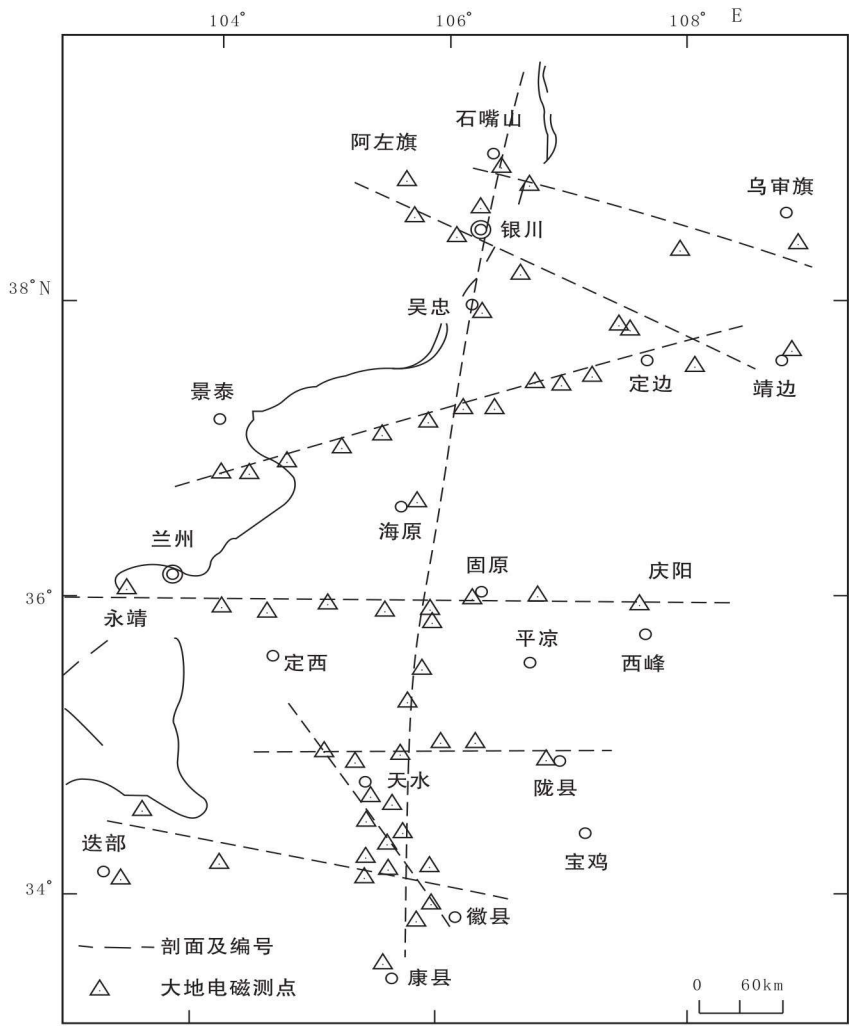 104° 106° 108° E
石嘴山
阿左旗
乌审旗
银川
38°N
吴忠
定边
靖边
景泰
海原
兰州
固原
庆阳
36°
永靖
平凉
定西
西峰
天水
陇县
迭部
宝鸡
34°
徽县
剖面及编号
康县
大地电磁测点
0 60km